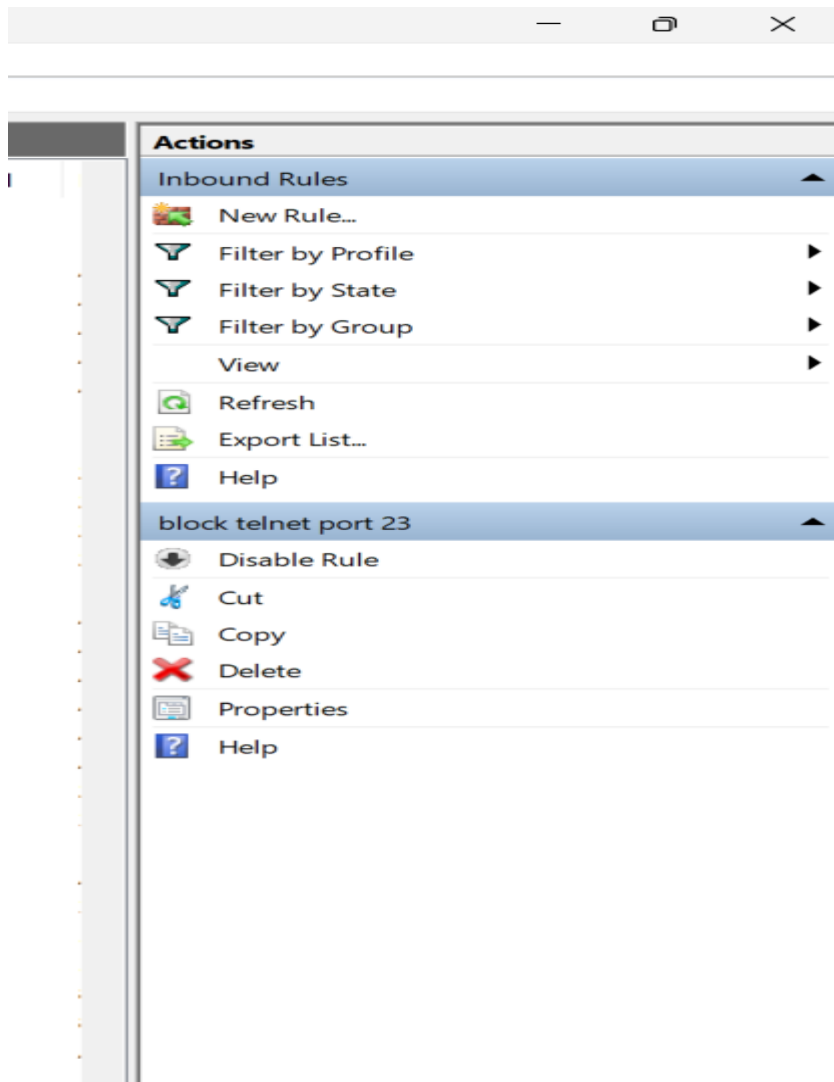 Actions
Inbound Rules
New Rule...
Filter by Profile
Filter by State
Filter by Group
View
Refresh
Export List...
Help
block telnet port 23
Disable Rule
Cut
Copy
Delete
Properties
Help